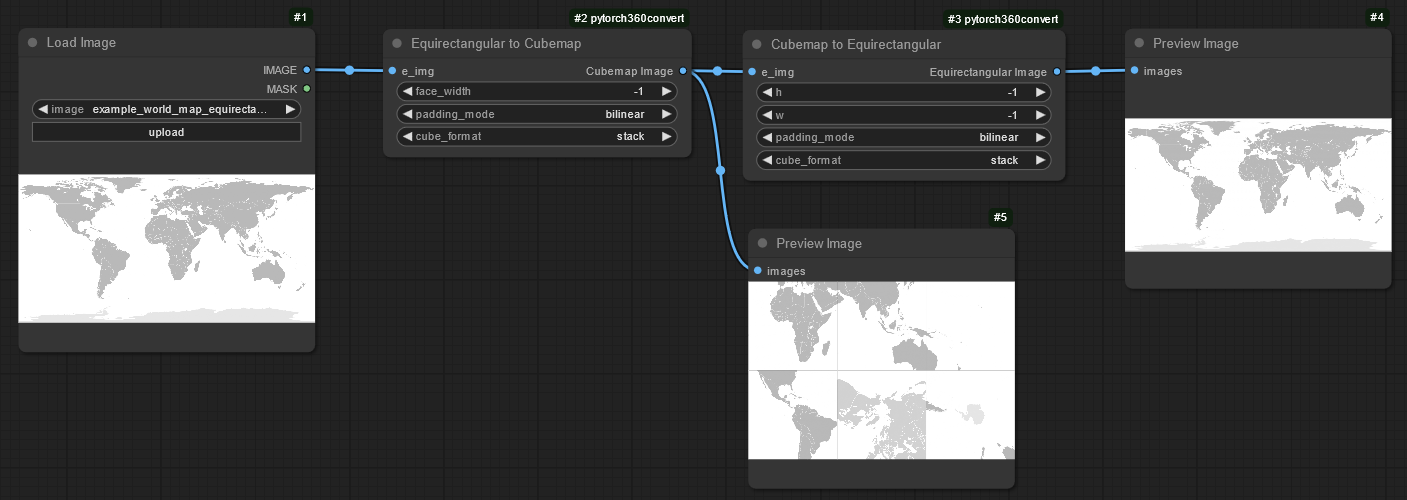 #1
Load Image
IMAGE
MASK
image example_world_map_equirecta...
upload
#2 pytorch360convert
Equirectangular to Cubemap
e_img Cubemap Image
face_width -1
padding_mode bilinear
cube_format stack
#3 pytorch360convert
Cubemap to Equirectangular
e_img Equirectangular Image
h -1
w -1
padding_mode bilinear
cube_format stack
#4
Preview Image
images
#5
Preview Image
images